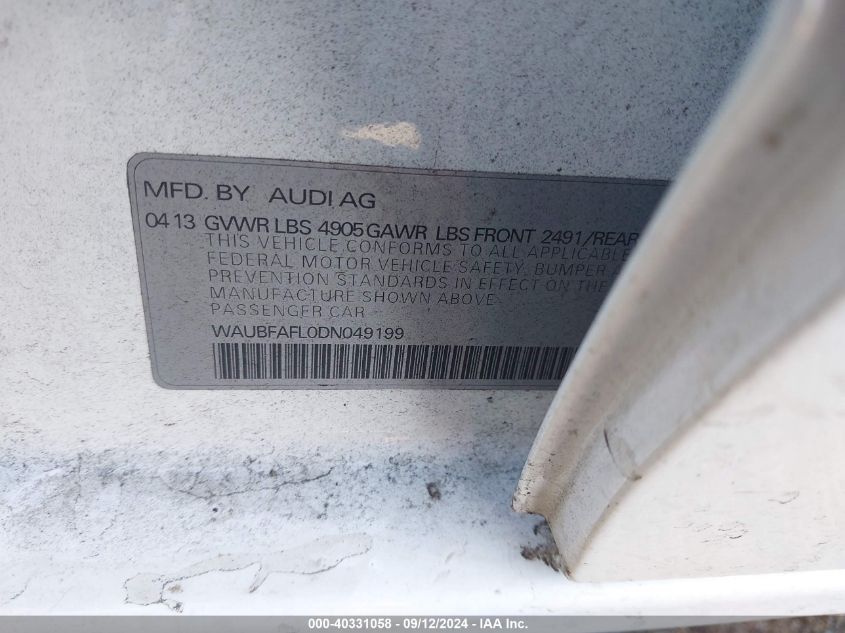 MFD. BY AUDI AG
04 13 GVWR LBS 4905 GAWR LBS FRONT 2491/REAR
THIS VEHICLE CONFORMS TO ALL APPLICABLE
FEDERAL MOTOR VEHICLE SAFETY, BUMPER
PREVENTION STANDARDS IN EFFECT ON THE
MANUFACTURE SHOWN ABOVE
PASSENGER CAR
WAUBFAFL0DN049199
000-40331058 - 09/12/2024 - IAA Inc.